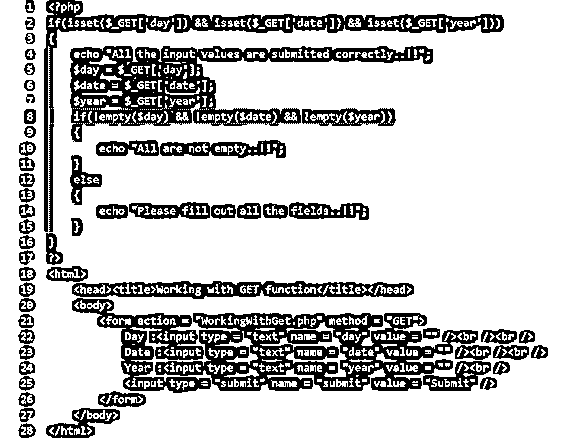 1 <?php
2 if(isset($_GET['day']) && isset($_GET['date']) && isset($_GET['year']))
3 {
4 echo "All the input values are submitted correctly..!!";
5 $day = $_GET['day'];
6 $date = $_GET['date'];
7 $year = $_GET['year'];
8 if(!empty($day) && !empty($date) && !empty($year))
9 {
10 echo "All are not empty..!!";
11 }
12 else
13 {
14 echo "Please fill out all the fields..!!";
15 }
16 }
17 ?>
18 <html>
19 <head><title>Working with GET function</title></head>
20 <body>
21 <form action = "WorkingWithGet.php" method = "GET">
22 Day :<input type = "text" name = "day" value = "" /><br /><br />
23 Date :<input type = "text" name = "date" value = "" /><br /><br />
24 Year :<input type = "text" name = "year" value = "" /><br />
25 <input type = "submit" name = "submit" value = "Submit" />
26 </form>
27 </body>
28 </html>